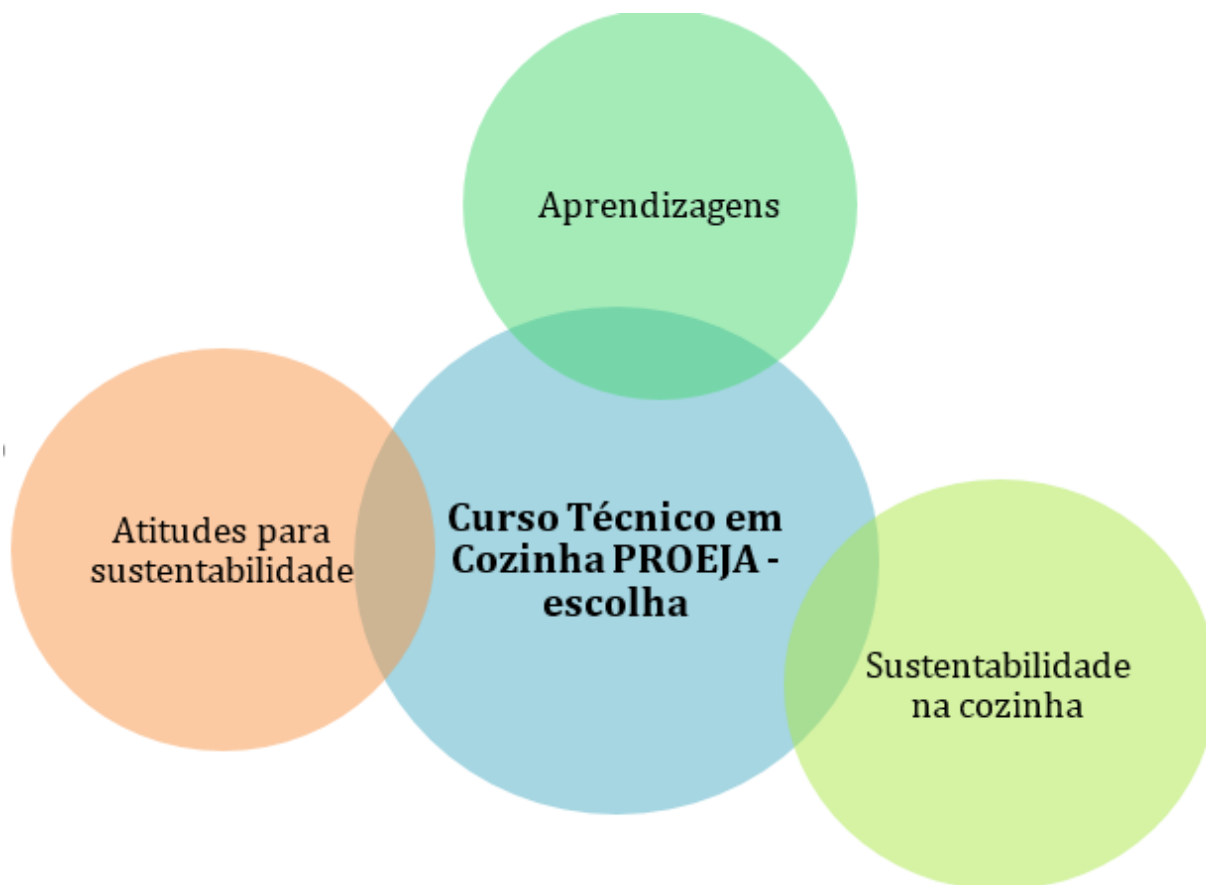 Aprendizagens
Atitudes para
sustentabilidade
Curso Técnico em
Cozinha PROEJA -
escolha
Sustentabilidade
na cozinha